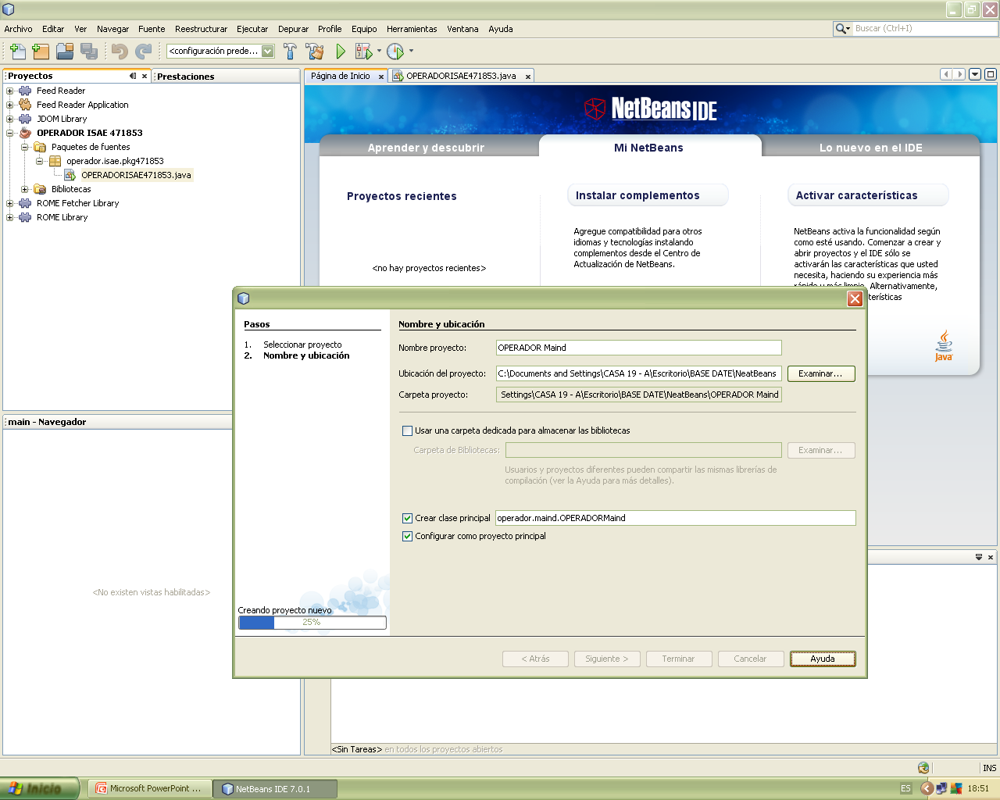 Archivo Editar Ver Navegar Fuente Reestructurar Ejecutar Depurar Profile Equipo Herramientas Ventana Ayuda
Buscar (Ctrl+I)
<configuración prede...
Proyectos
Prestaciones
Feed Reader
Feed Reader Application
JDOM Library
OPERADOR ISAE 471853
Paquetes de fuentes
operador.isae.pkg471853
OPERADORISAE471853.java
Bibliotecas
ROME Fetcher Library
ROME Library
main - Navegador
<No existen vistas habilitadas>
Página de Inicio
OPERADORISAE471853.java
NetBeans IDE
Aprender y descubrir
Mi NetBeans
Lo nuevo en el IDE
Proyectos recientes
<no hay proyectos recientes>
Instalar complementos
Agregue compatibilidad para otros
idiomas y tecnologías instalando
complementos desde el Centro de
Actualización de NetBeans.
Activar características
NetBeans activa la funcionalidad según
como esté usando. Comenzar a crear y
abrir proyectos y el IDE sólo se
activarán las características que usted
necesita, haciendo su experiencia más
rápido y más limpio. Alternativamente,
terísticas
Java
Pasos
1. Seleccionar proyecto
2. Nombre y ubicación
Creando proyecto nuevo
25%
Nombre y ubicación
Nombre proyecto: OPERADOR Maind
Ubicación del proyecto: C:\Documents and Settings\CASA 19 - A\Escritorio\BASE DATE\NeatBeans Examinar...
Carpeta proyecto: Settings\CASA 19 - A\Escritorio\BASE DATE\NeatBeans\OPERADOR Maind
Usar una carpeta dedicada para almacenar las bibliotecas
Carpeta de Bibliotecas: Examinar...
Usuarios y proyectos diferentes pueden compartir las mismas librerías de
compilación (ver la Ayuda para más detalles).
Crear clase principal operador.maind.OPERADORMaind
Configurar como proyecto principal
< Atrás Siguiente > Terminar Cancelar Ayuda
<Sin Tareas> en todos los proyectos abiertos
INS
Inicio
Microsoft PowerPoint ...
NetBeans IDE 7.0.1
ES
18:51